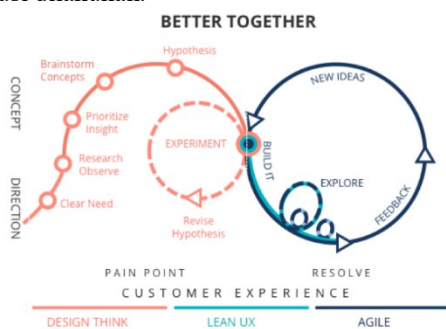 BETTER TOGETHER
Hypothesis
Brainstorm
Concepts
Prioritize
Insight
Research
Observe
Clear Need
CONCEPT
DIRECTION
EXPERIMENT
Revise
Hypothesis
BUILD IT
NEW IDEAS
EXPLORE
FEEDBACK
PAIN POINT
RESOLVE
CUSTOMER EXPERIENCE
DESIGN THINK
LEAN UX
AGILE